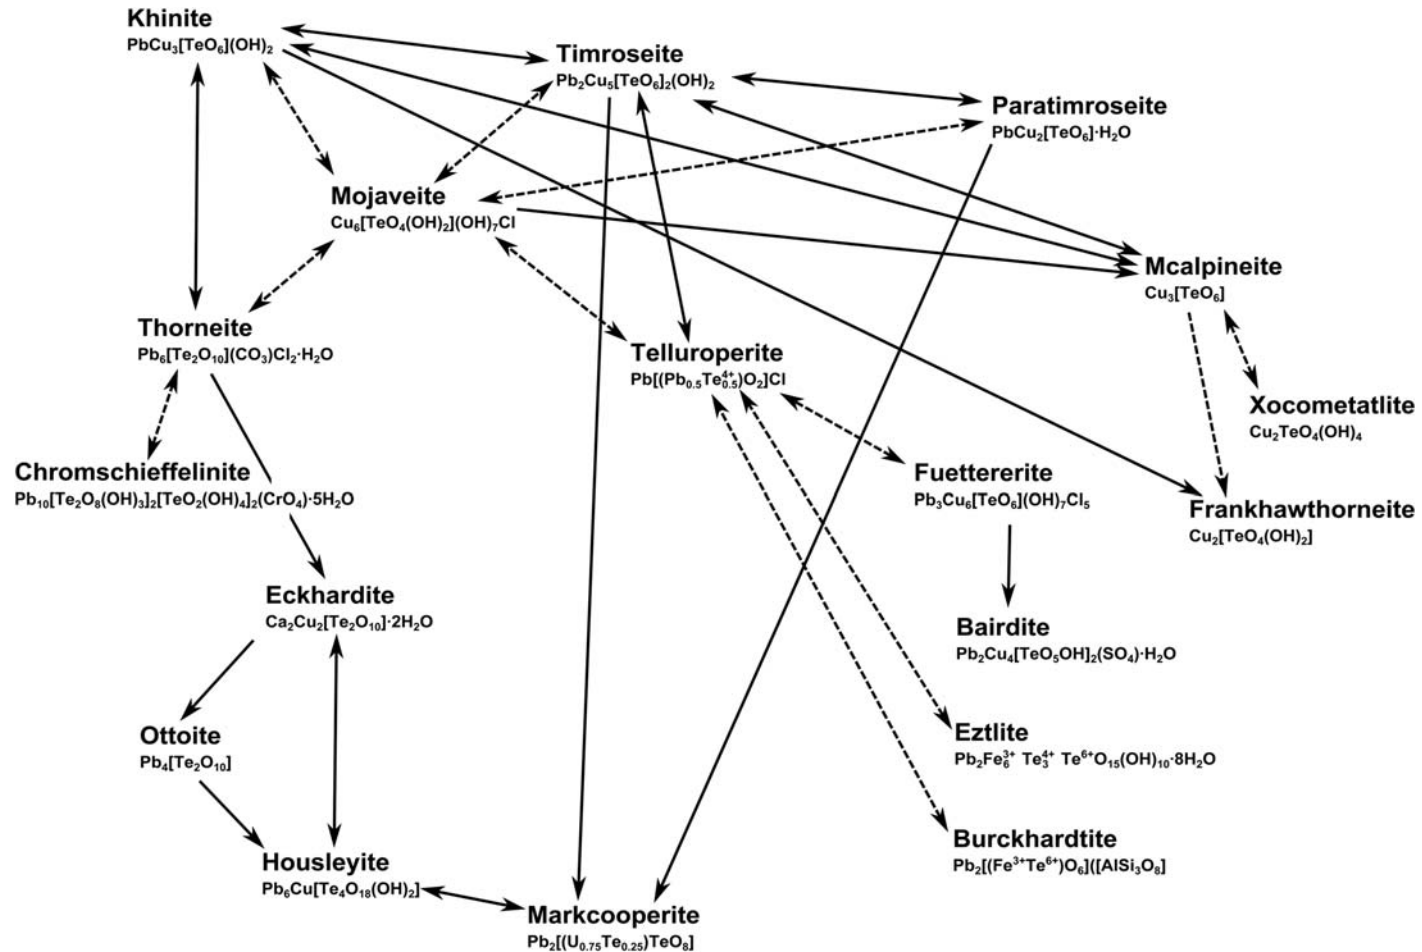 Khinite
PbCu₃[TeO₆](OH)₂
Timroseite
Pb₂Cu₅[TeO₆]₂(OH)₂
Paratimroseite
PbCu₂[TeO₆]·H₂O
Mojaveite
Cu₆[TeO₄(OH)₂](OH)₇Cl
Mcalpineite
Cu₃[TeO₆]
Thorneite
Pb₆[Te₂O₁₀](CO₃)Cl₂·H₂O
Telluroperite
Pb[(Pb₀.₅Te⁴⁺₀.₅)O₂]Cl
Xocometatlite
Cu₂TeO₄(OH)₄
Chromschieffelinite
Pb₁₀[Te₂O₈(OH)₃]₂[TeO₂(OH)₄]₂(CrO₄)·5H₂O
Fuettererite
Pb₃Cu₆[TeO₆](OH)₇Cl₅
Frankhawthorneite
Cu₂[TeO₄(OH)₂]
Eckhardite
Ca₂Cu₂[Te₂O₁₀]·2H₂O
Bairdite
Pb₂Cu₄[TeO₅OH]₂(SO₄)·H₂O
Ottoite
Pb₄[Te₂O₁₀]
Eztlite
Pb₂Fe³⁺₆ Te⁴⁺₃ Te⁶⁺O₁₅(OH)₁₀·8H₂O
Burckhardtite
Pb₂[(Fe³⁺Te⁶⁺)O₆]([AlSi₃O₈]
Housleyite
Pb₆Cu[Te₄O₁₈(OH)₂]
Markcooperite
Pb₂[(U₀.₇₅Te₀.₂₅)TeO₈]